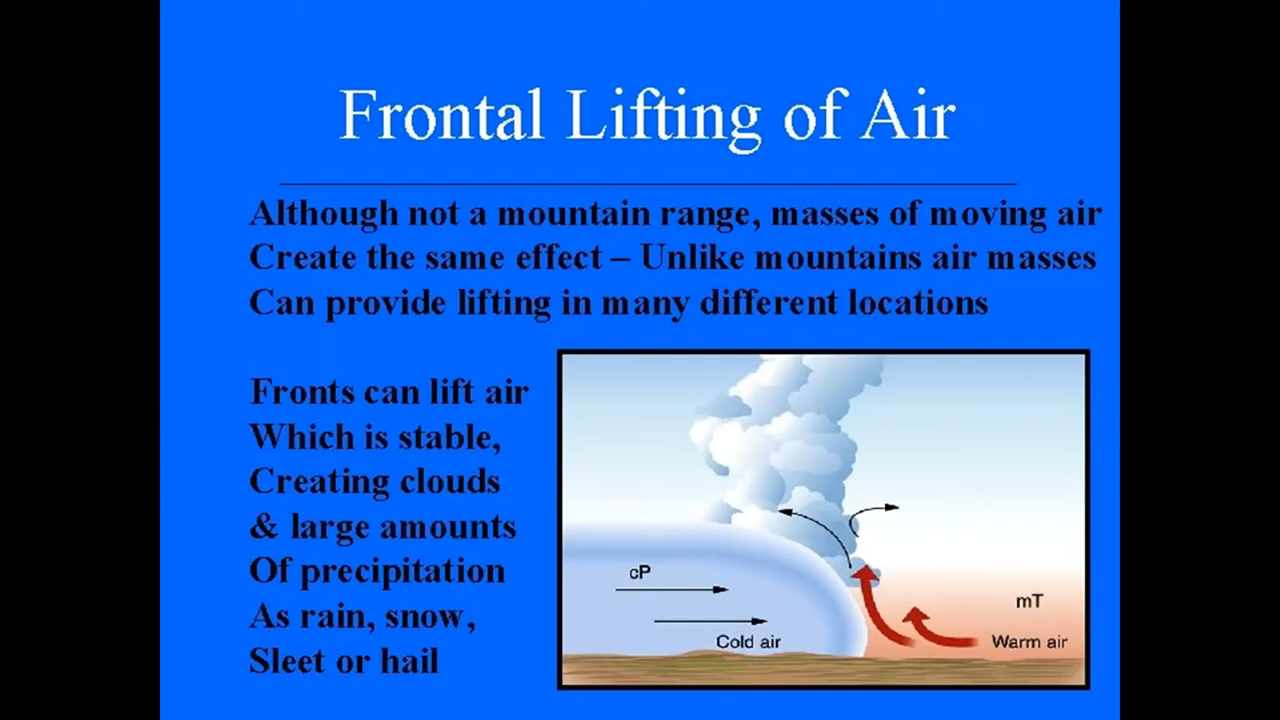 Frontal Lifting of Air
Although not a mountain range, masses of moving air
Create the same effect – Unlike mountains air masses
Can provide lifting in many different locations
Fronts can lift air
Which is stable,
Creating clouds
& large amounts
Of precipitation
As rain, snow,
Sleet or hail
cP
Cold air
mT
Warm air